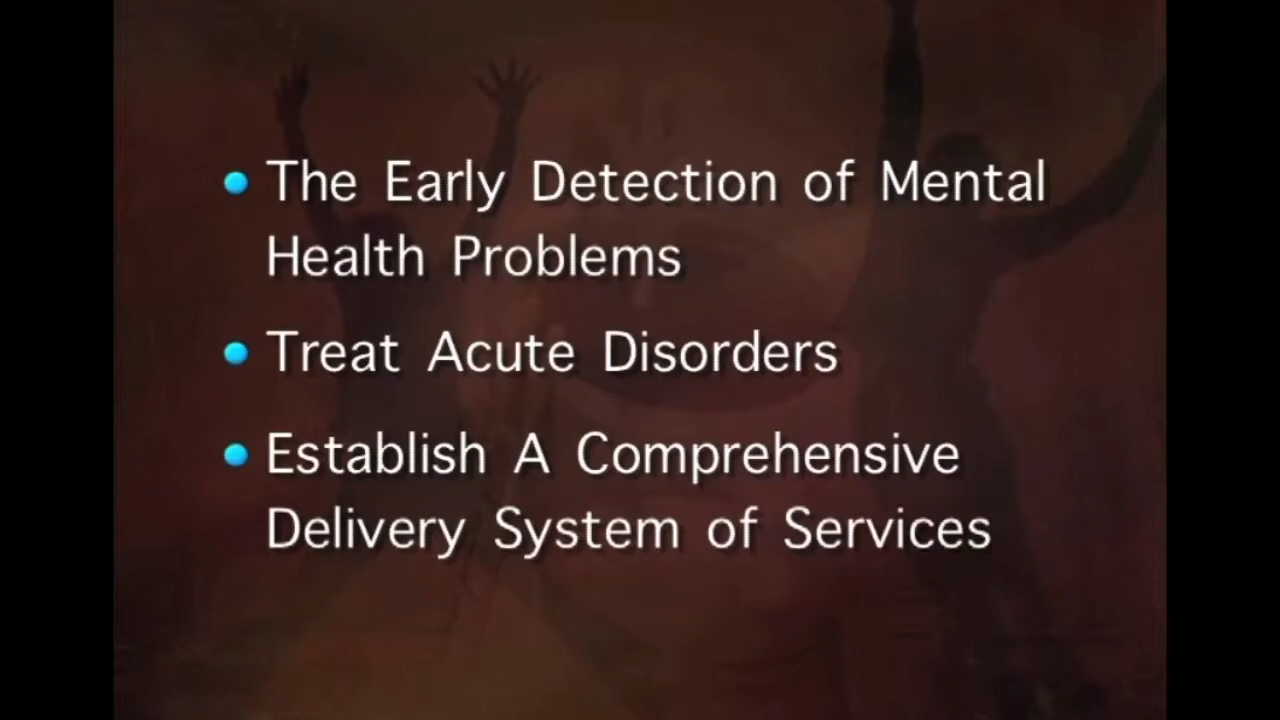 • The Early Detection of Mental
Health Problems
• Treat Acute Disorders
• Establish A Comprehensive
Delivery System of Services